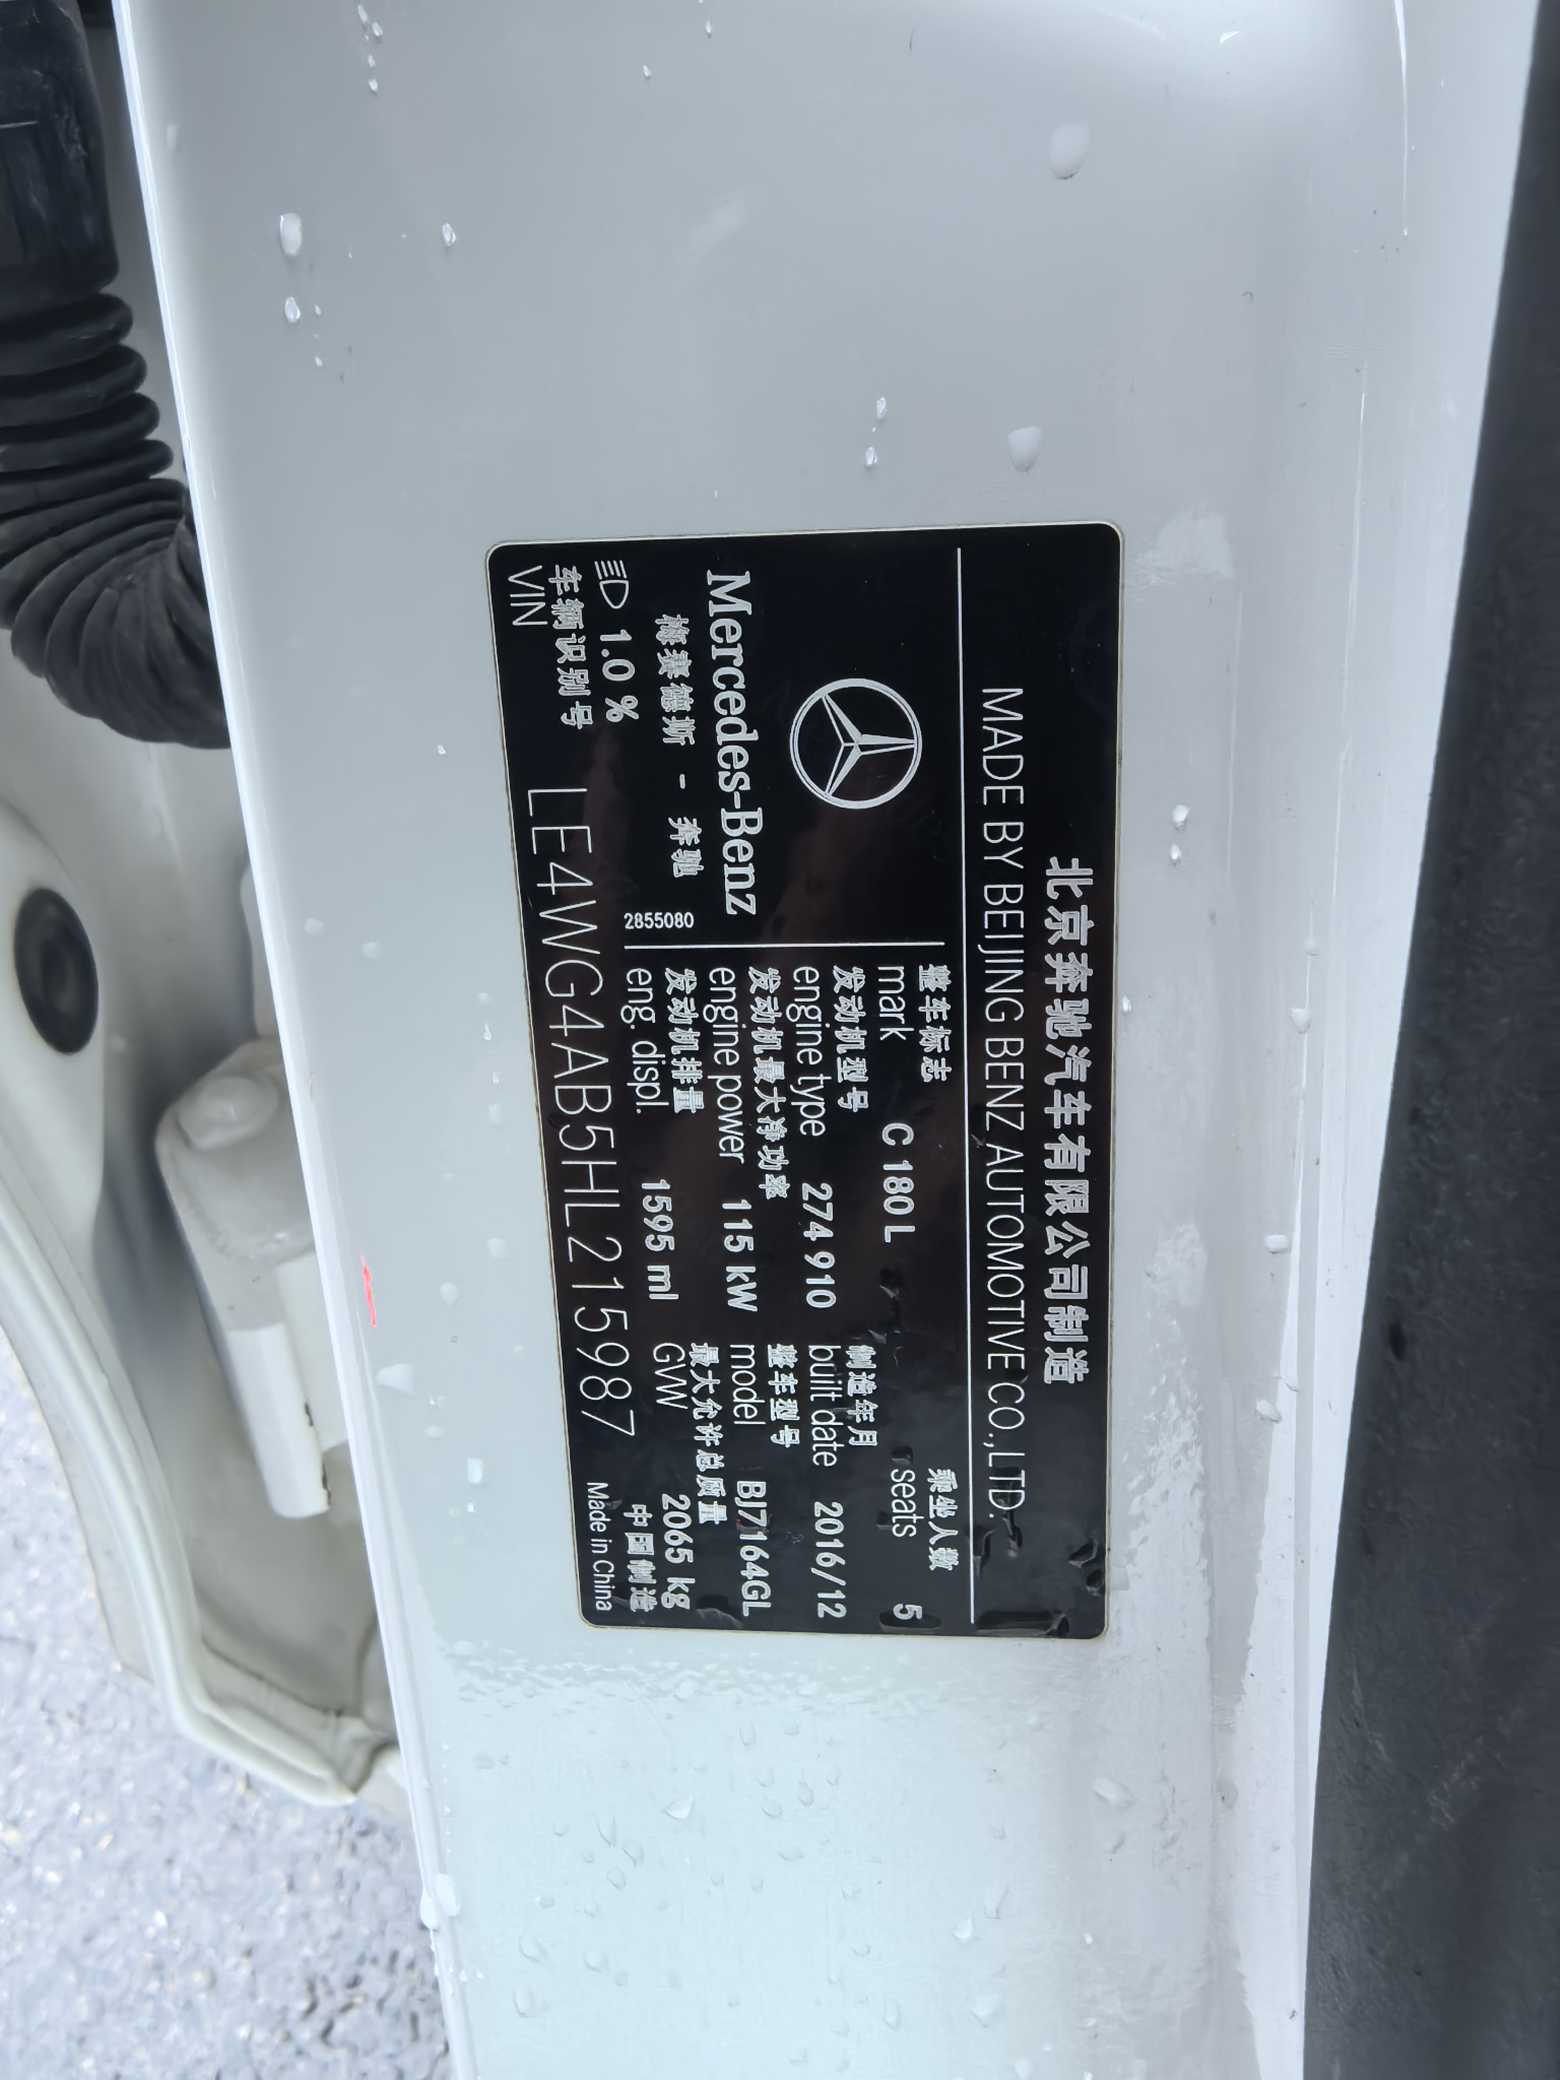 北京奔驰汽车有限公司制造
MADE BY BEIJING BENZ AUTOMOTIVE CO.,LTD.
Mercedes-Benz
梅赛德斯 - 奔驰
2855080
整车标志
mark C 180 L
乘坐人数
seats 5
发动机型号
engine type 274 910
制造年月
built date 2016/12
发动机最大净功率
engine power 115 kW
整车型号
model BJ7164GL
发动机排量
eng. displ. 1595 ml
最大允许总质量
GVW 2065 kg
1.0 %
车辆识别号
VIN LE4WG4AB5HL215987
中国制造
Made in China